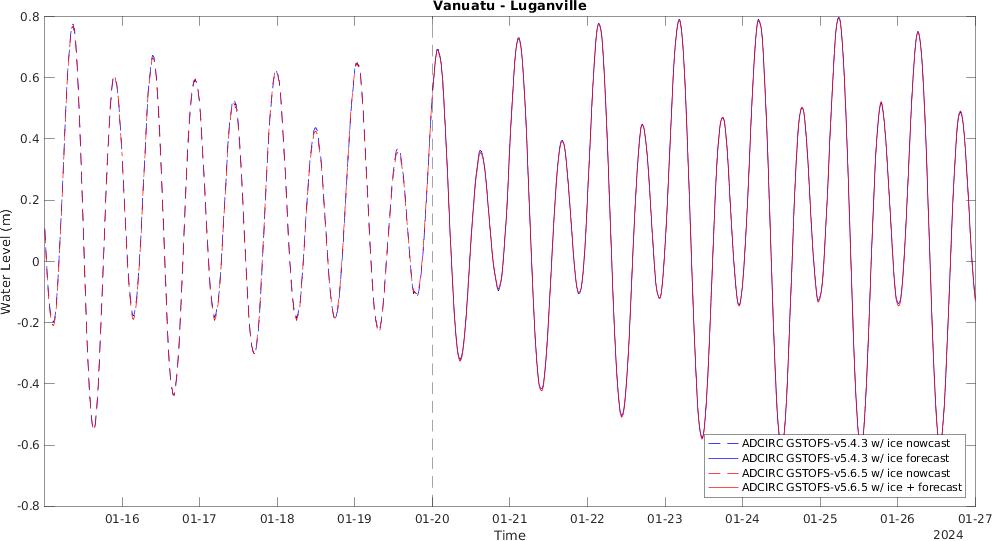 Vanuatu - Luganville
0.8
0.6
0.4
0.2
0
-0.2
-0.4
-0.6
-0.8
Water Level (m)
ADCIRC GSTOFS-v5.4.3 w/ ice nowcast
ADCIRC GSTOFS-v5.4.3 w/ ice forecast
ADCIRC GSTOFS-v5.6.5 w/ ice nowcast
ADCIRC GSTOFS-v5.6.5 w/ ice + forecast
01-16 01-17 01-18 01-19 01-20 01-21 01-22 01-23 01-24 01-25 01-26 01-27
Time
2024